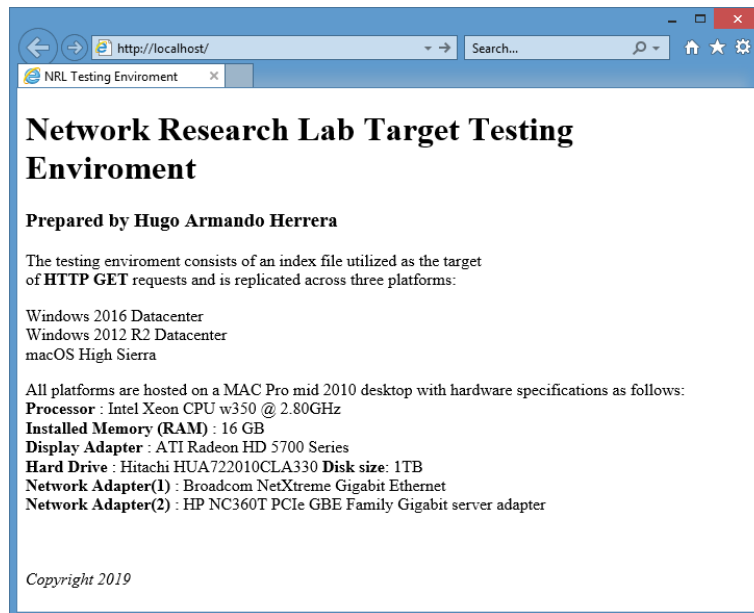 http://localhost/
Search...
NRL Testing Enviroment
Network Research Lab Target Testing
Enviroment
Prepared by Hugo Armando Herrera
The testing enviroment consists of an index file utilized as the target
of HTTP GET requests and is replicated across three platforms:
Windows 2016 Datacenter
Windows 2012 R2 Datacenter
macOS High Sierra
All platforms are hosted on a MAC Pro mid 2010 desktop with hardware specifications as follows:
Processor : Intel Xeon CPU w350 @ 2.80GHz
Installed Memory (RAM) : 16 GB
Display Adapter : ATI Radeon HD 5700 Series
Hard Drive : Hitachi HUA722010CLA330 Disk size: 1TB
Network Adapter(1) : Broadcom NetXtreme Gigabit Ethernet
Network Adapter(2) : HP NC360T PCIe GBE Family Gigabit server adapter
Copyright 2019